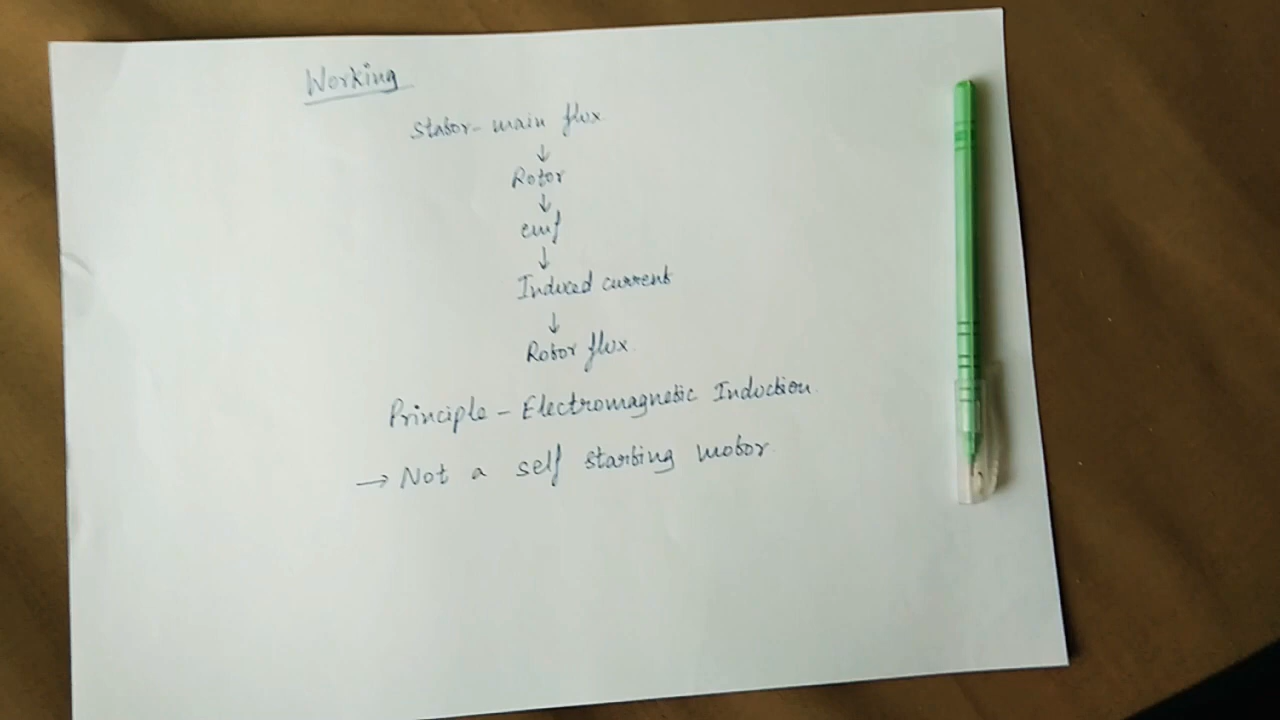 Working
Stator - main flux
↓
Rotor
↓
emf
↓
Induced current
↓
Rotor flux.
Principle - Electromagnetic Induction.
→ Not a self starting motor.